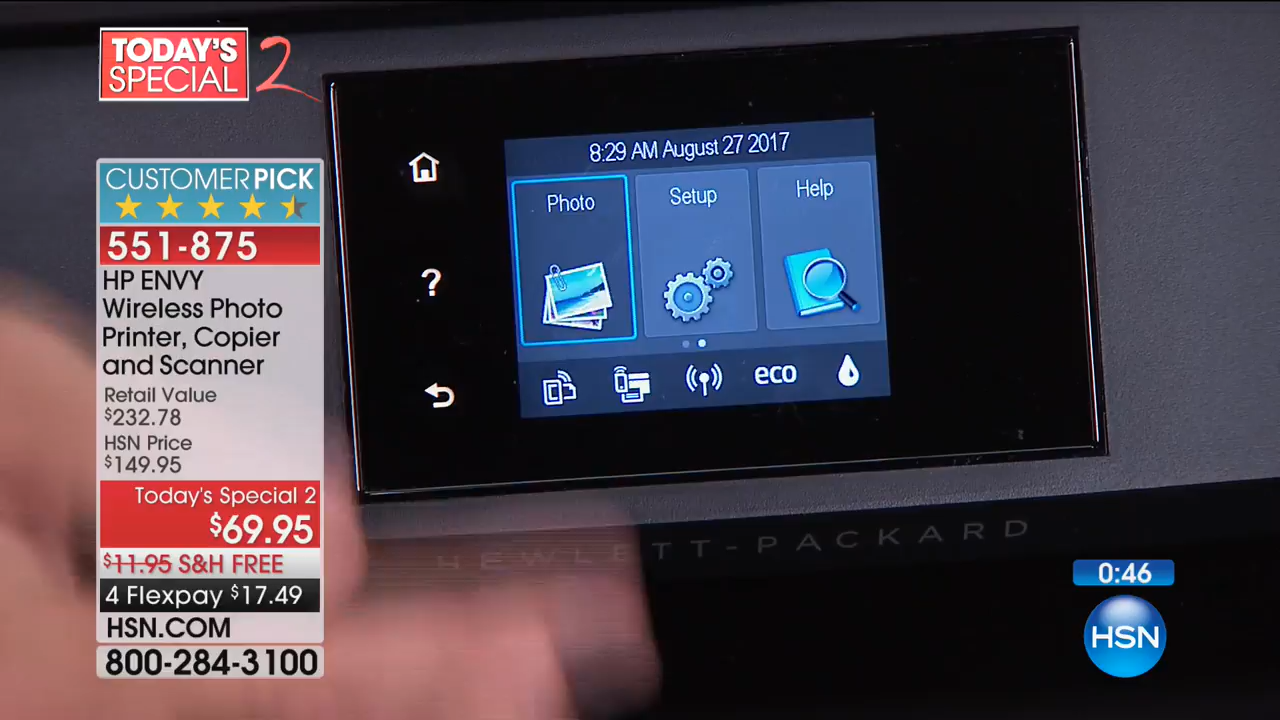 TODAY'S
SPECIAL 2
CUSTOMER PICK
551-875
HP ENVY
Wireless Photo
Printer, Copier
and Scanner
Retail Value
$232.78
HSN Price
$149.95
Today's Special 2
$69.95
$11.95 S&H FREE
4 Flexpay $17.49
HSN.COM
800-284-3100
8:29 AM August 27 2017
Photo
Setup
Help
?
eco
HEWLETT-PACKARD
0:46
HSN